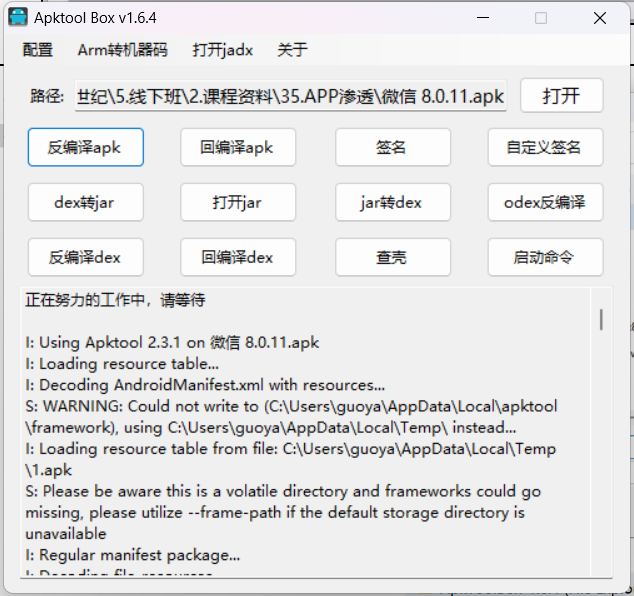 Apktool Box v1.6.4
配置 Arm转机器码 打开jadx 关于
路径: 世纪\5.线下班\2.课程资料\35.APP渗透\微信 8.0.11.apk 打开
反编译apk 回编译apk 签名 自定义签名
dex转jar 打开jar jar转dex odex反编译
反编译dex 回编译dex 查壳 启动命令
正在努力的工作中，请等待
I: Using Apktool 2.3.1 on 微信 8.0.11.apk
I: Loading resource table...
I: Decoding AndroidManifest.xml with resources...
S: WARNING: Could not write to (C:\Users\guoya\AppData\Local\apktool
\framework), using C:\Users\guoya\AppData\Local\Temp\ instead...
I: Loading resource table from file: C:\Users\guoya\AppData\Local\Temp
\1.apk
S: Please be aware this is a volatile directory and frameworks could go
missing, please utilize --frame-path if the default storage directory is
unavailable
I: Regular manifest package...
I: Decoding file-resources...